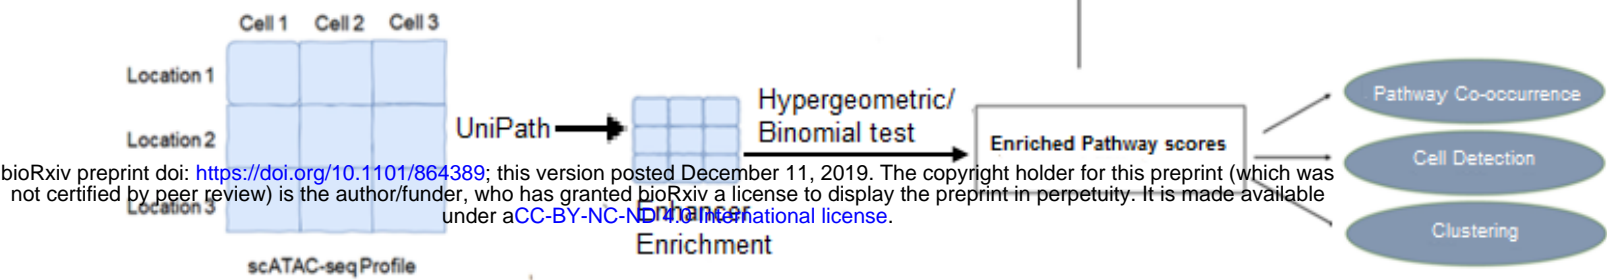 Cell 1 Cell 2 Cell 3
Location 1
Location 2
Location 3
scATAC-seq Profile
UniPath
Enhancer
Enrichment
Hypergeometric/
Binomial test
Enriched Pathway scores
Pathway Co-occurrence
Cell Detection
Clustering
bioRxiv preprint doi: https://doi.org/10.1101/864389; this version posted December 11, 2019. The copyright holder for this preprint (which was
not certified by peer review) is the author/funder, who has granted bioRxiv a license to display the preprint in perpetuity. It is made available
under aCC-BY-NC-ND 4.0 International license.